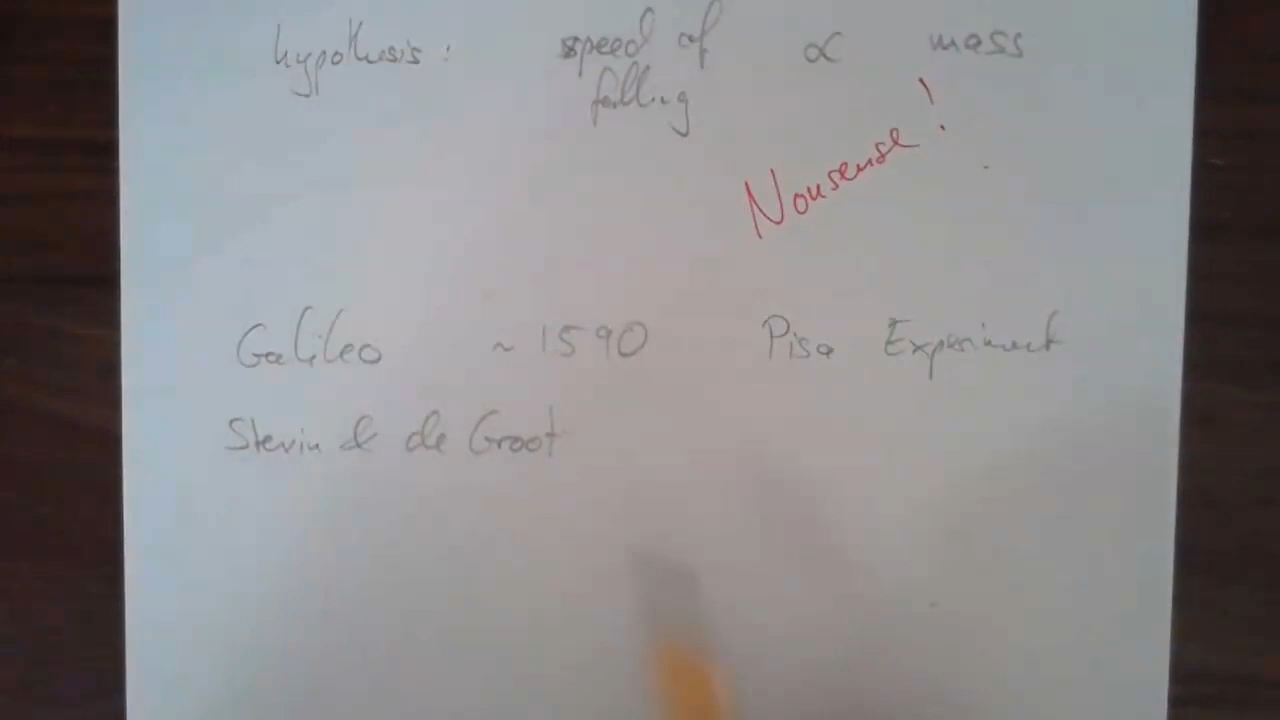 hypothesis: speed of falling ∝ mass
Nonsense!
Galileo ~1590 Pisa Experiment
Stevin & de Groot